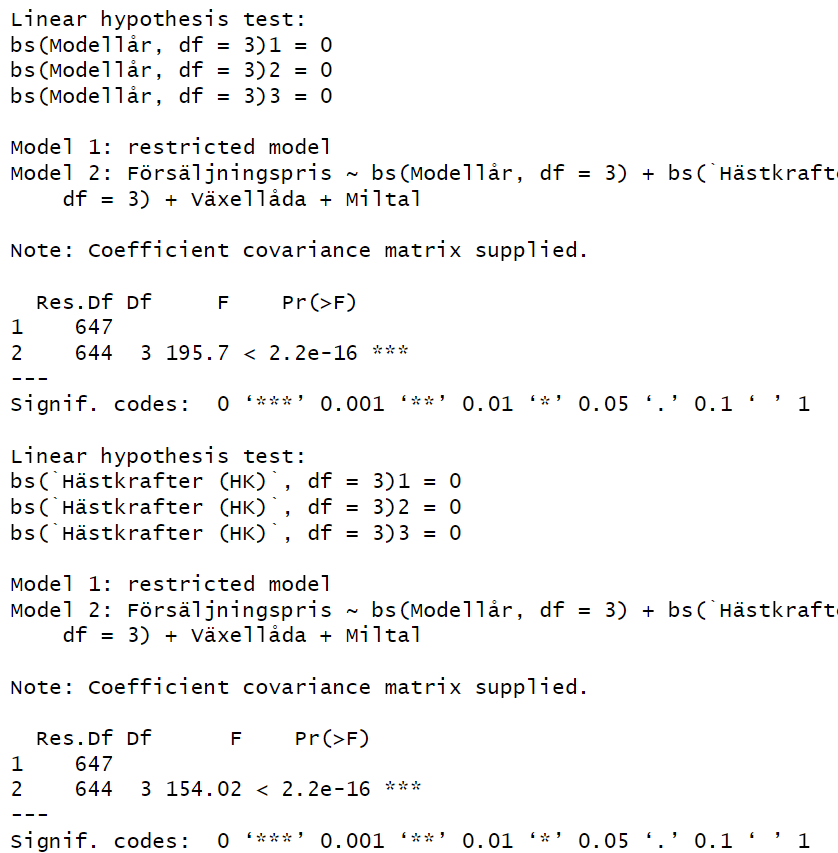 Linear hypothesis test:
bs(Modellår, df = 3)1 = 0
bs(Modellår, df = 3)2 = 0
bs(Modellår, df = 3)3 = 0
Model 1: restricted model
Model 2: Försäljningspris ~ bs(Modellår, df = 3) + bs(`Hästkraft
    df = 3) + Växellåda + Miltal
Note: Coefficient covariance matrix supplied.
  Res.Df Df      F    Pr(>F)
1    647
2    644  3 195.7 < 2.2e-16 ***
---
Signif. codes:  0 ‘***’ 0.001 ‘**’ 0.01 ‘*’ 0.05 ‘.’ 0.1 ‘ ’ 1
Linear hypothesis test:
bs(`Hästkrafter (HK)`, df = 3)1 = 0
bs(`Hästkrafter (HK)`, df = 3)2 = 0
bs(`Hästkrafter (HK)`, df = 3)3 = 0
Model 1: restricted model
Model 2: Försäljningspris ~ bs(Modellår, df = 3) + bs(`Hästkraft
    df = 3) + Växellåda + Miltal
Note: Coefficient covariance matrix supplied.
  Res.Df Df      F    Pr(>F)
1    647
2    644  3 154.02 < 2.2e-16 ***
---
Signif. codes:  0 ‘***’ 0.001 ‘**’ 0.01 ‘*’ 0.05 ‘.’ 0.1 ‘ ’ 1